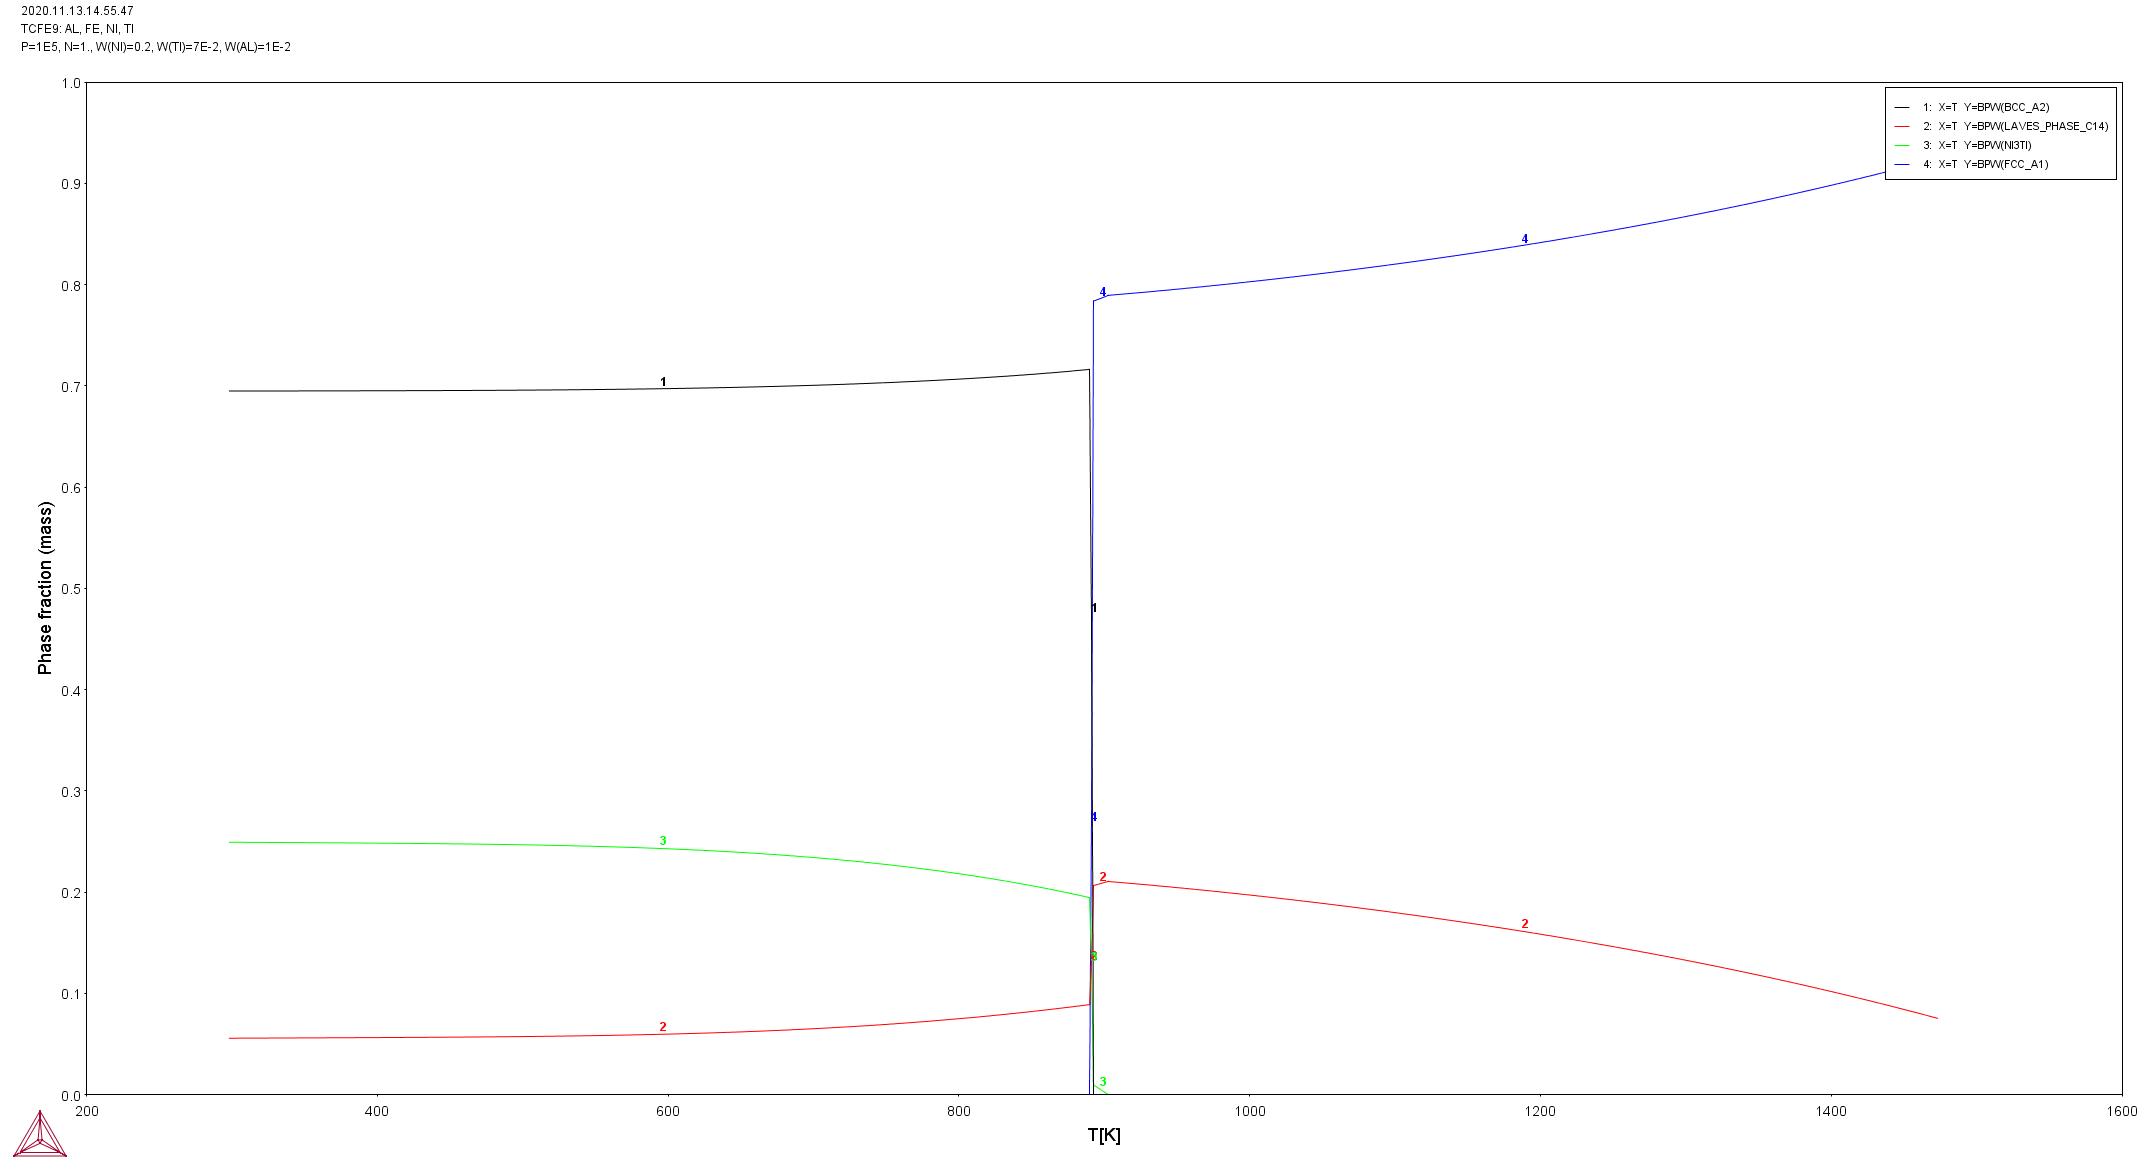 2020.11.13.14.55.47
TCFE9: AL, FE, NI, TI
P=1E5, N=1., W(NI)=0.2, W(TI)=7E-2, W(AL)=1E-2
1: X=T Y=BPW(BCC_A2)
2: X=T Y=BPW(LAVES_PHASE_C14)
3: X=T Y=BPW(NI3TI)
4: X=T Y=BPW(FCC_A1)
1.0
0.9
0.8
0.7
0.6
0.5
0.4
0.3
0.2
0.1
0.0
Phase fraction (mass)
4
4
1
1
4
3
2
2
2
3
200 400 600 800 1000 1200 1400 1600
T[K]